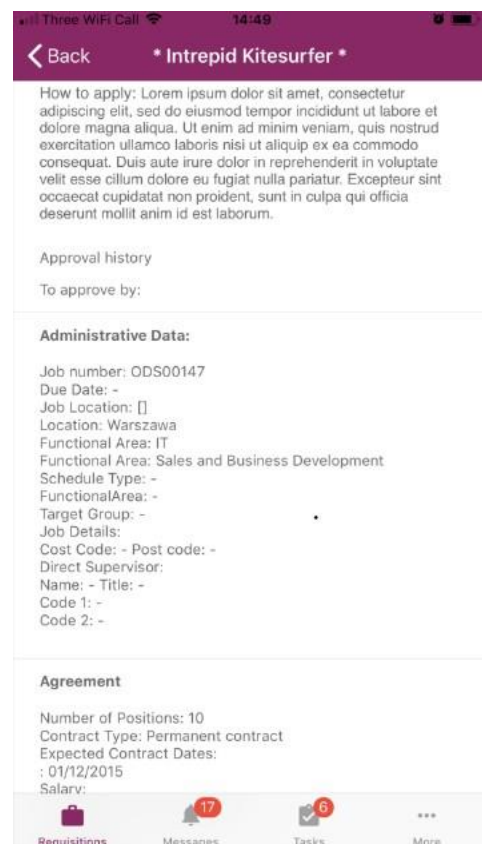 Three WiFi Call 14:49
Back * Intrepid Kitesurfer *
How to apply: Lorem ipsum dolor sit amet, consectetur
adipiscing elit, sed do eiusmod tempor incididunt ut labore et
dolore magna aliqua. Ut enim ad minim veniam, quis nostrud
exercitation ullamco laboris nisi ut aliquip ex ea commodo
consequat. Duis aute irure dolor in reprehenderit in voluptate
velit esse cillum dolore eu fugiat nulla pariatur. Excepteur sint
occaecat cupidatat non proident, sunt in culpa qui officia
deserunt mollit anim id est laborum.
Approval history
To approve by:
Administrative Data:
Job number: ODS00147
Due Date: -
Job Location: []
Location: Warszawa
Functional Area: IT
Functional Area: Sales and Business Development
Schedule Type: -
FunctionalArea: -
Target Group: -
Job Details:
Cost Code: - Post code: -
Direct Supervisor:
Name: - Title: -
Code 1: -
Code 2: -
Agreement
Number of Positions: 10
Contract Type: Permanent contract
Expected Contract Dates:
: 01/12/2015
Salary:
17 6
Requisitions Messages Tasks More